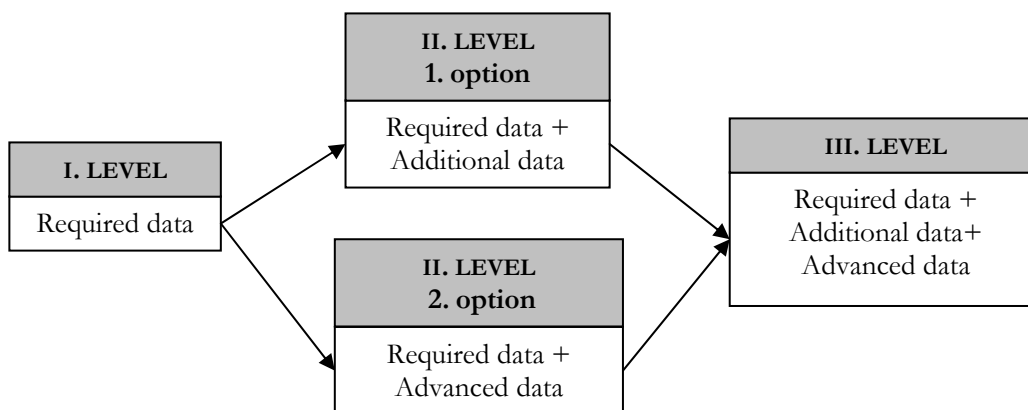 I. LEVEL
Required data
II. LEVEL
1. option
Required data +
Additional data
II. LEVEL
2. option
Required data +
Advanced data
III. LEVEL
Required data +
Additional data+
Advanced data